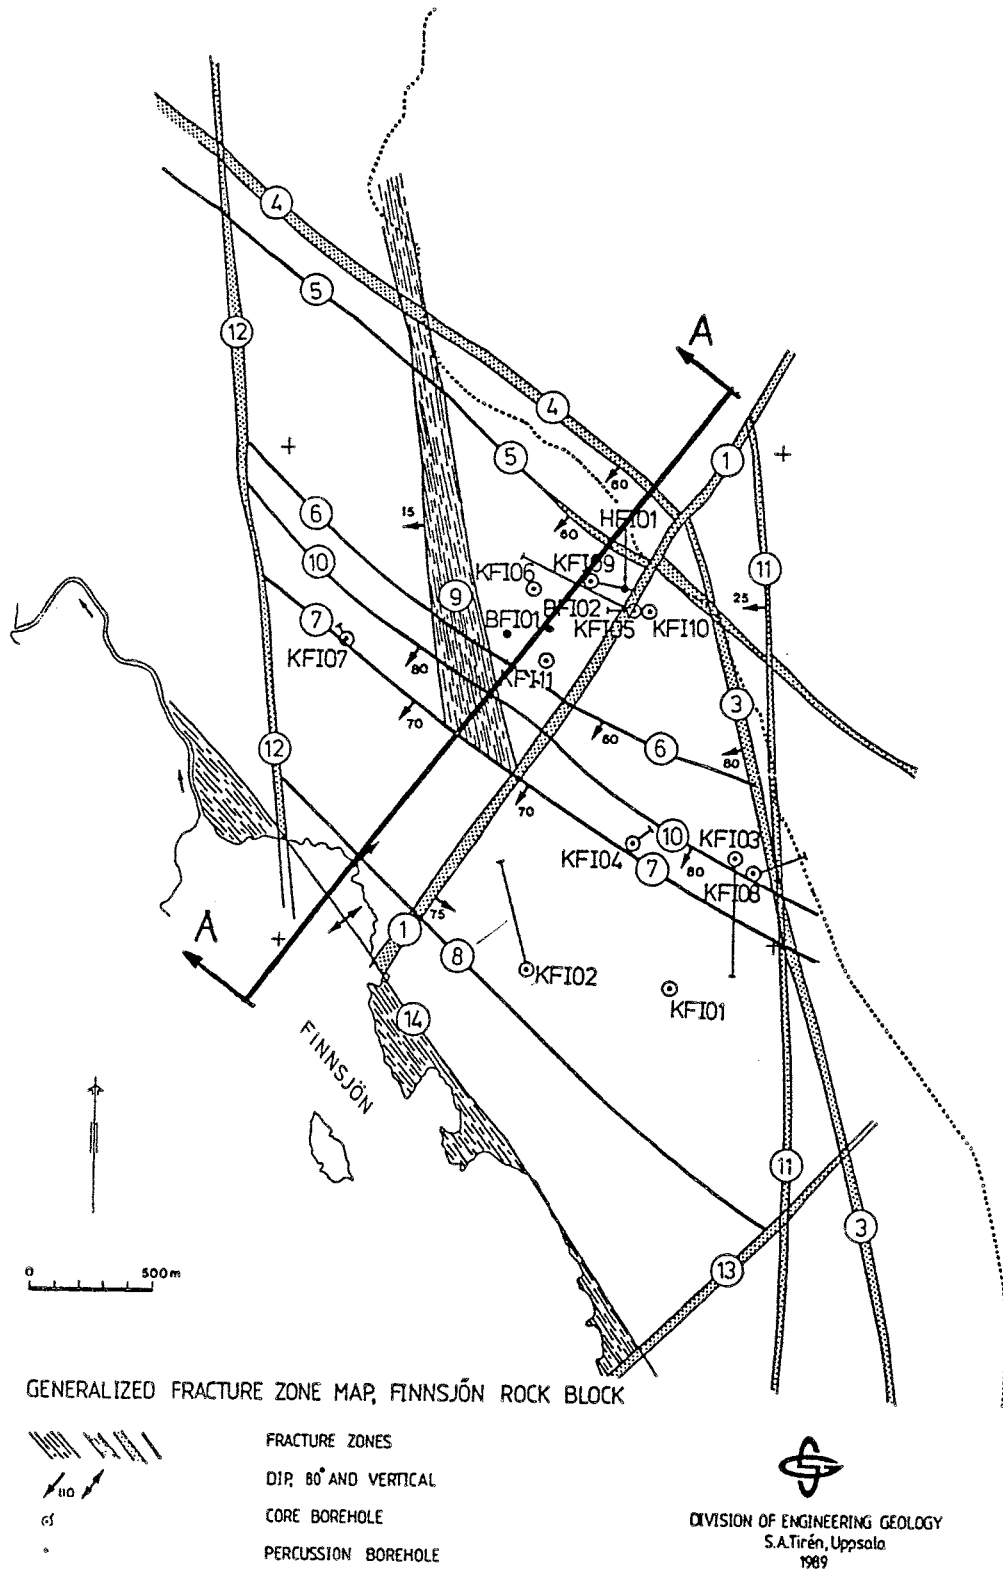 4
5
12
A
4
1
5
60
HFI01
6
15
60
10
KFI09
11
KFI06
9
BFI02
25
7
BFI01
KFI05
KFI10
KFI07
80
KFI11
70
3
60
6
80
12
70
10
KFI03
KFI04
7
80
KFI08
75
A
1
8
KFI02
KFI01
14
FINNSJÖN
11
3
13
0 500m
GENERALIZED FRACTURE ZONE MAP, FINNSJÖN ROCK BLOCK
FRACTURE ZONES
DIP, 80° AND VERTICAL
CORE BOREHOLE
PERCUSSION BOREHOLE
DIVISION OF ENGINEERING GEOLOGY
S.A.Tirén, Uppsala
1989